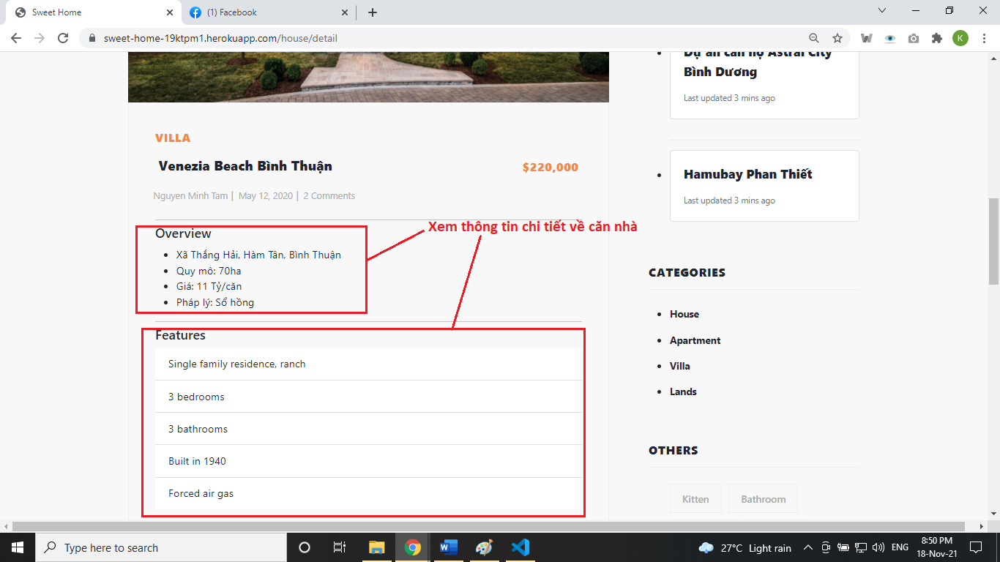 Sweet Home
(1) Facebook
sweet-home-19ktpm1.herokuapp.com/house/detail
K
VILLA
Venezia Beach Bình Thuận
$220,000
Nguyen Minh Tam | May 12, 2020 | 2 Comments
Xem thông tin chi tiết về căn nhà
Overview
Xã Thắng Hải, Hàm Tân, Bình Thuận
Quy mô: 70ha
Giá: 11 Tỷ/căn
Pháp lý: Sổ hồng
Features
Single family residence, ranch
3 bedrooms
3 bathrooms
Built in 1940
Forced air gas
Dự án căn hộ Astral City
Bình Dương
Last updated 3 mins ago
Hamubay Phan Thiết
Last updated 3 mins ago
CATEGORIES
House
Apartment
Villa
Lands
OTHERS
Kitten
Bathroom
Type here to search
27°C Light rain
ENG
8:50 PM
18-Nov-21